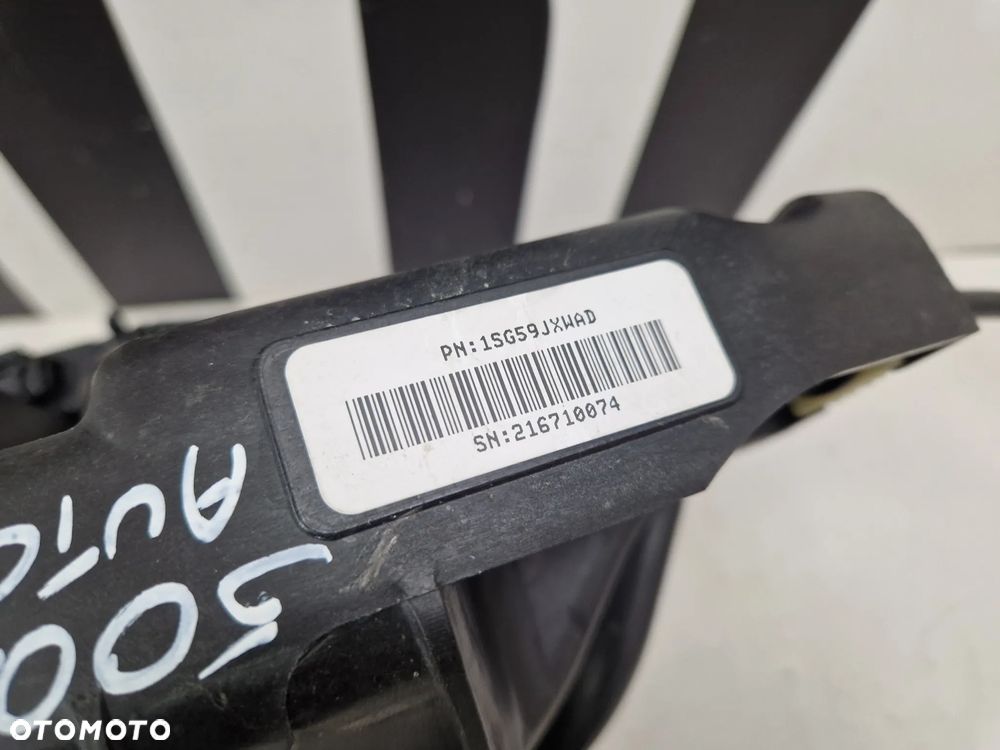 PN:1SG59JXWAD
SN:216710074
500
AUTO
OTOMOTO